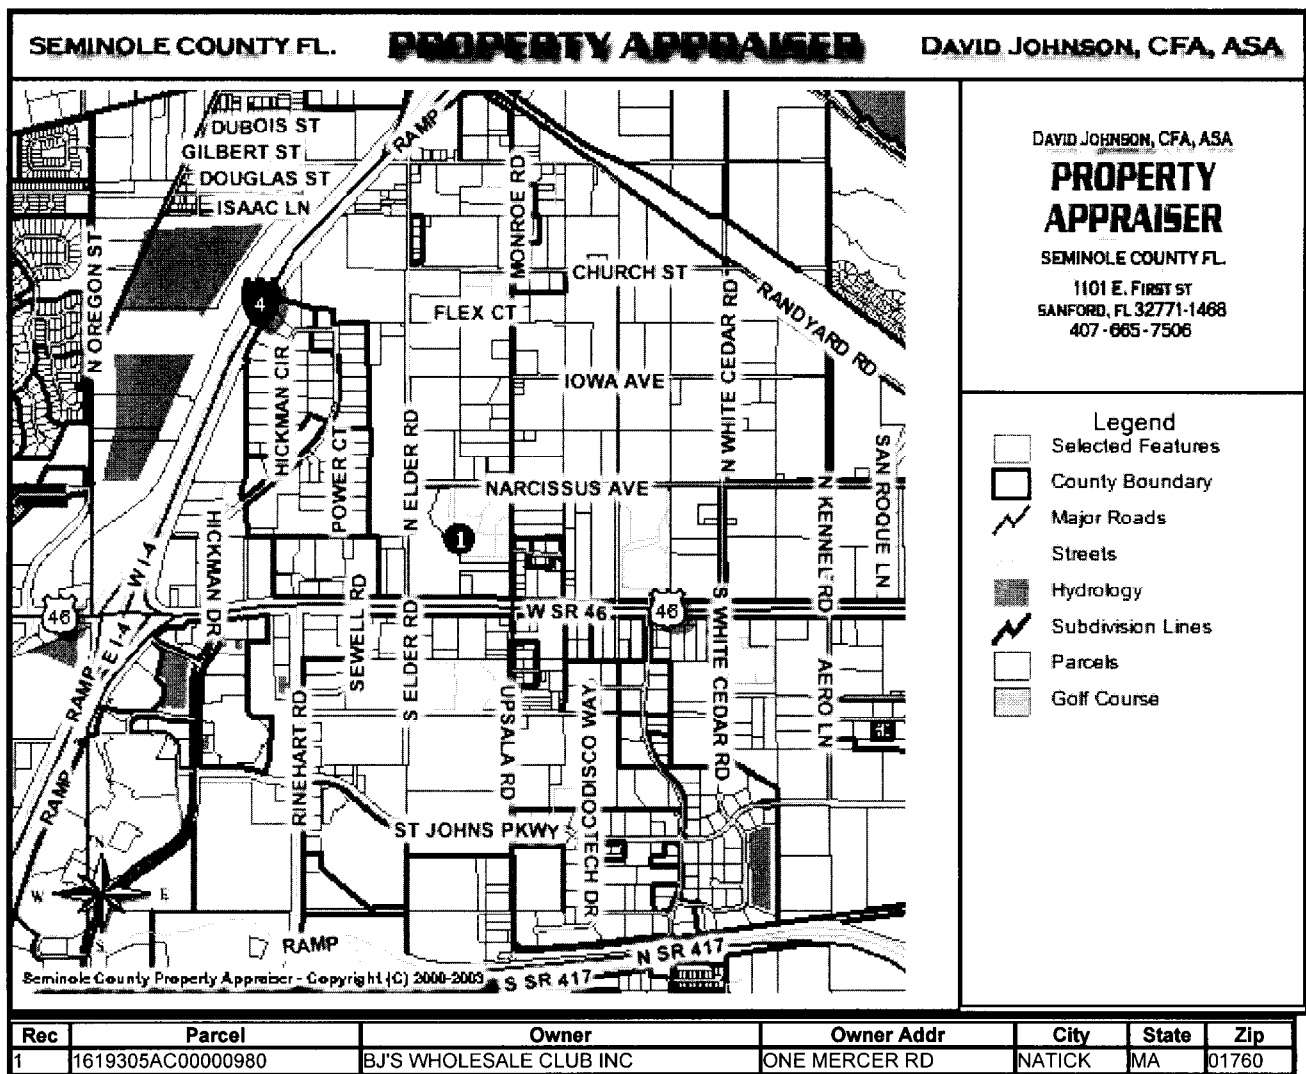 SEMINOLE COUNTY FL. PROPERTY APPRAISER DAVID JOHNSON, CFA, ASA
DAVID JOHNSON, CFA, ASA
PROPERTY
APPRAISER
SEMINOLE COUNTY FL.
1101 E. FIRST ST
SANFORD, FL 32771-1468
407-665-7506
Legend
Selected Features
County Boundary
Major Roads
Streets
Hydrology
Subdivision Lines
Parcels
Golf Course
DUBOIS ST
GILBERT ST
DOUGLAS ST
ISAAC LN
RAMP
MONROE RD
N OREGON ST
CHURCH ST
4
FLEX CT
RANDYARD RD
N WHITE CEDAR RD
IOWA AVE
HICKMAN CIR
POWER CT
N ELDER RD
NARCISSUS AVE
SAN ROQUE LN
N KENNEL RD
HICKMAN DR
1
W I-4
E I-4
46
W SR 46
46
SEWELL RD
S ELDER RD
S WHITE CEDAR RD
AERO LN
RAMP
RAMP
RINEHART RD
UPSALA RD
COSICO WAY
TECH DR
ST JOHNS PKWY
N
W E
S
RAMP
N SR 417
S SR 417
Seminole County Property Appraiser - Copyright (C) 2000-2003
Rec Parcel Owner Owner Addr City State Zip
1 1619305AC00000980 BJ'S WHOLESALE CLUB INC ONE MERCER RD NATICK MA 01760